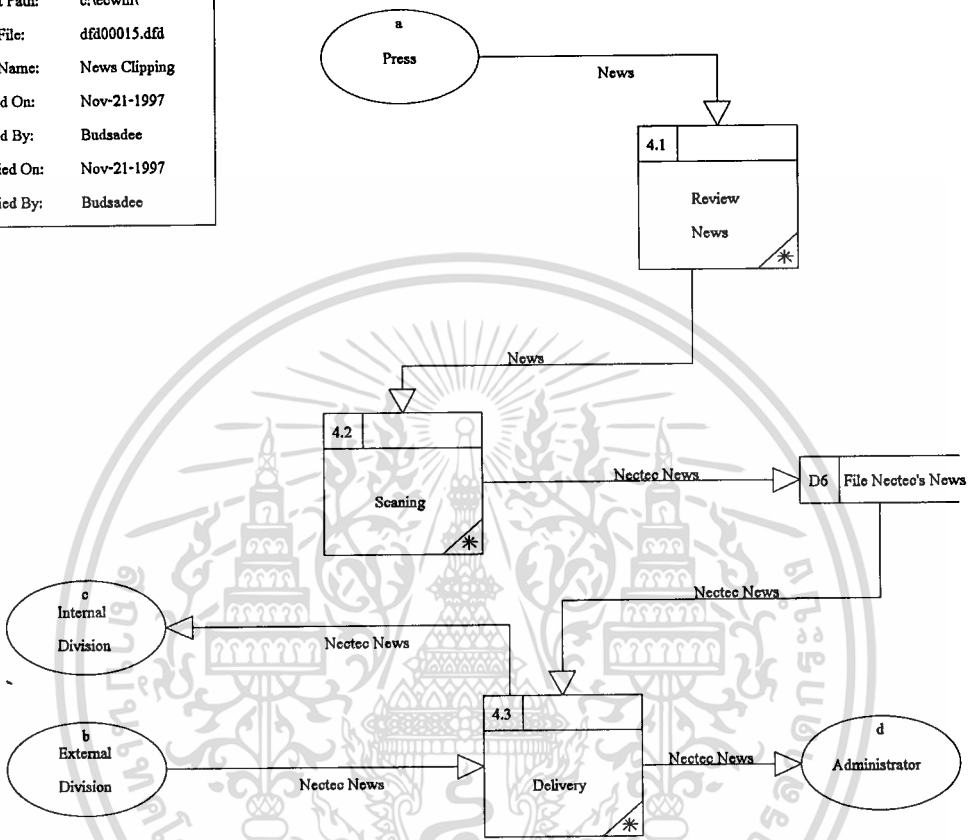 File: dfd00015.dfd
Name: News Clipping
d On: Nov-21-1997
d By: Budsadee
ied On: Nov-21-1997
ied By: Budsadee
a
Press
News
4.1
Review
News
News
4.2
Scaning
Nectec News
D6 File Nectec's News
Nectec News
c
Internal
Division
Nectec News
4.3
Delivery
b
External
Division
Nectec News
Nectec News
d
Administrator